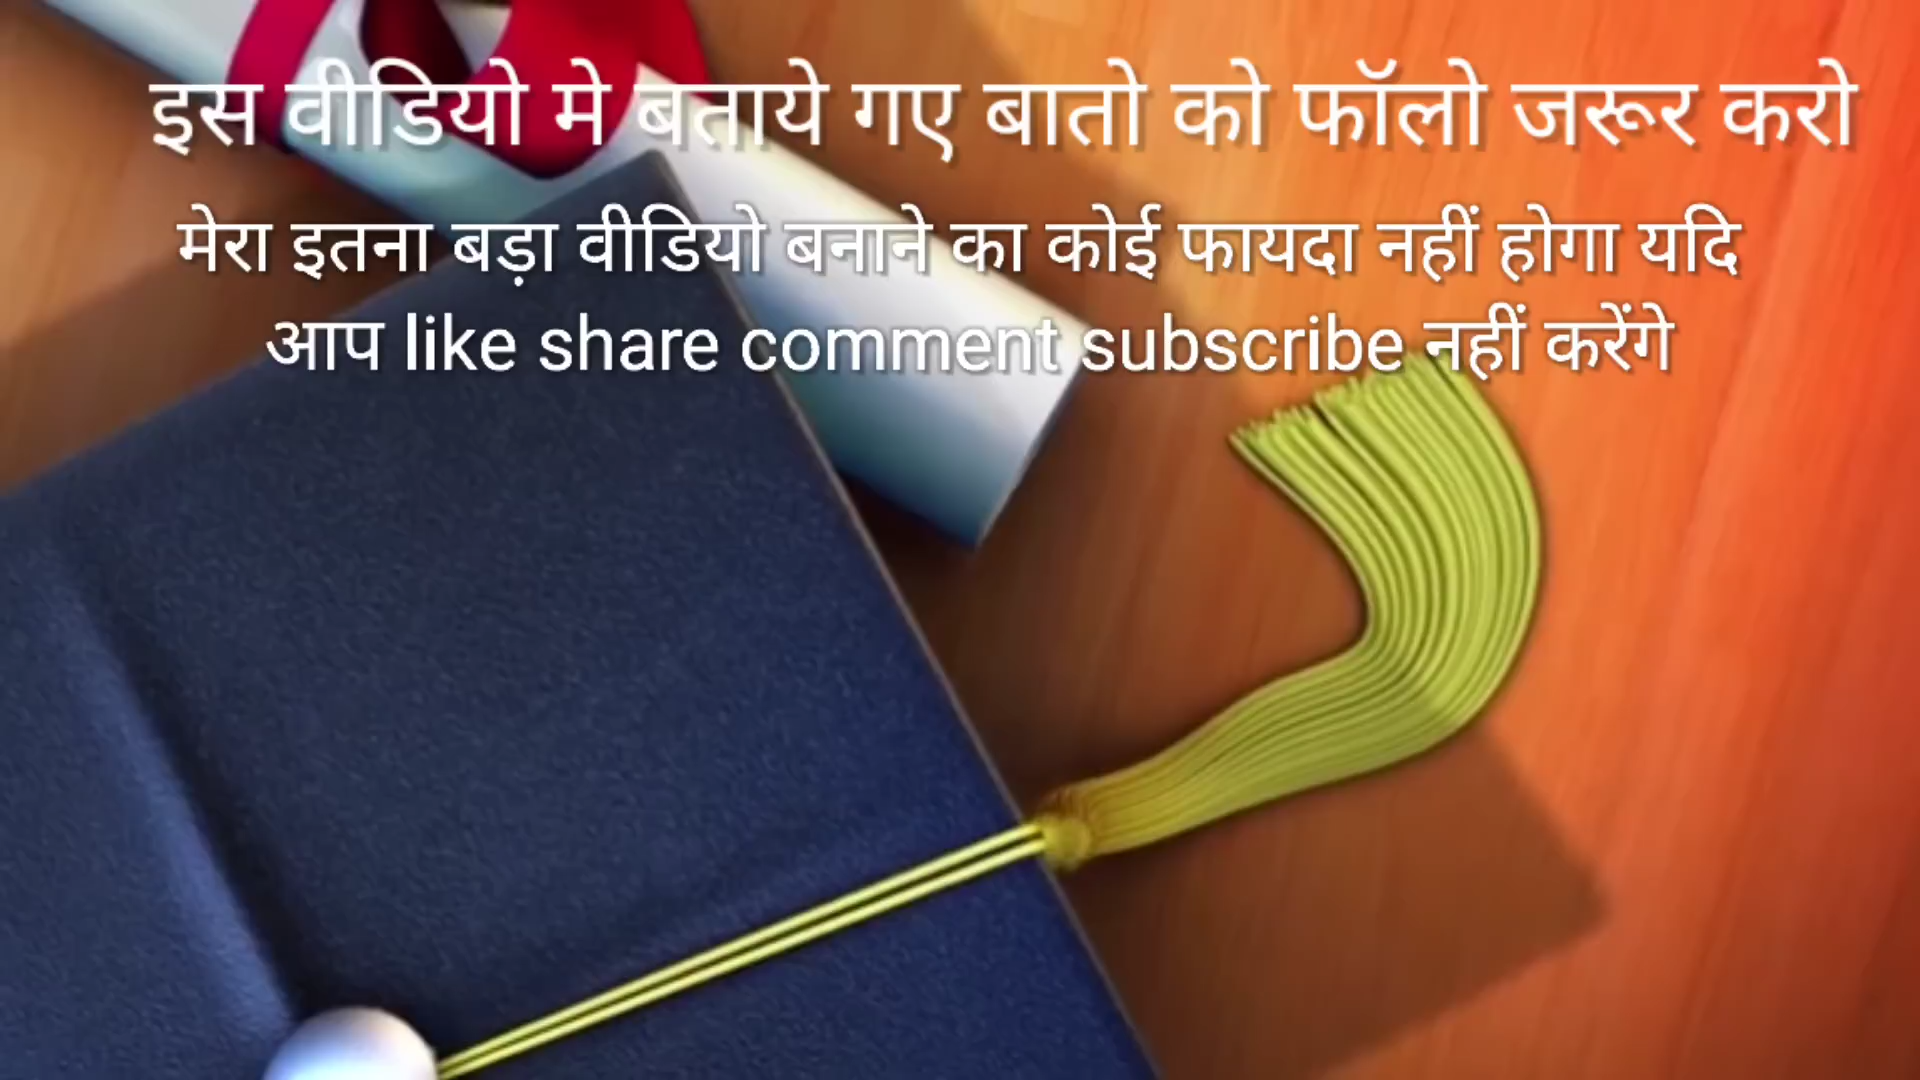 इस वीडियो मे बताये गए बातो को फॉलो जरूर करो
मेरा इतना बड़ा वीडियो बनाने का कोई फायदा नहीं होगा यदि
आप like share comment subscribe नहीं करेंगे